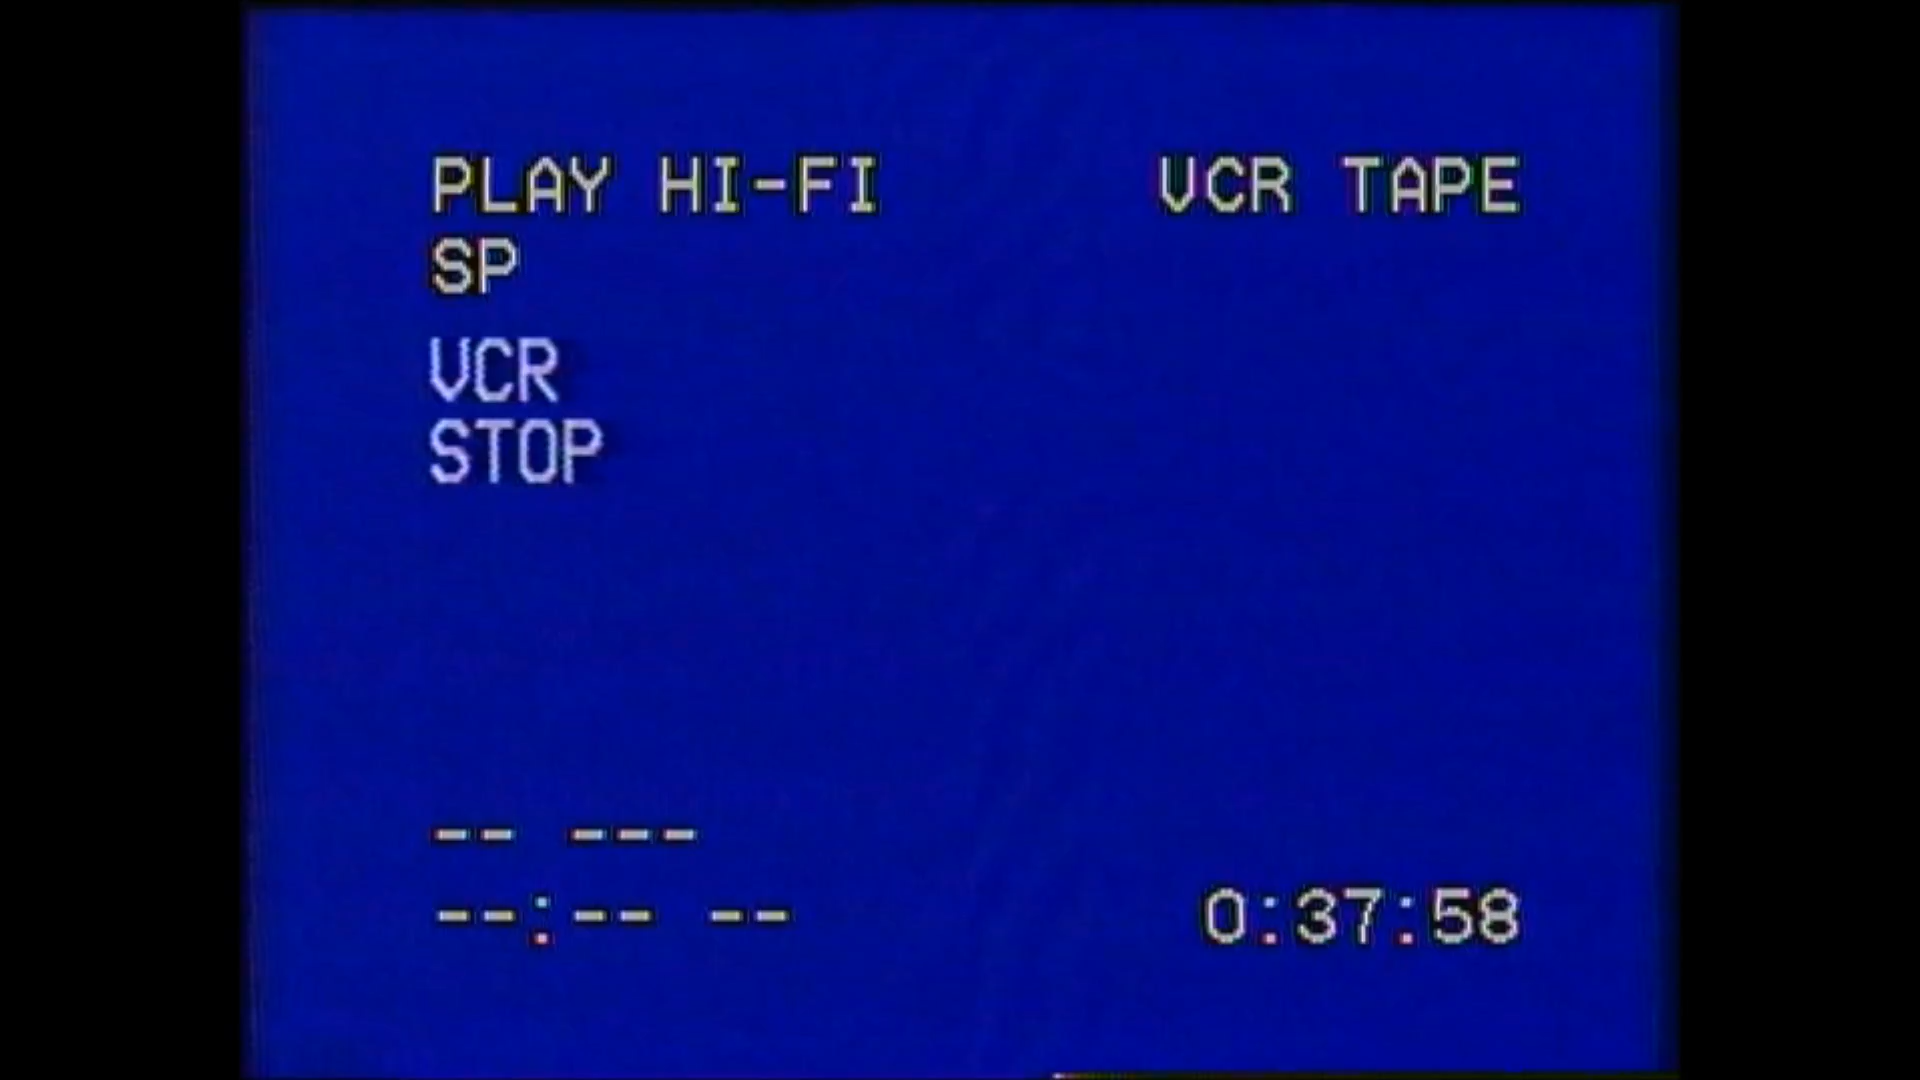 PLAY HI-FI VCR TAPE
SP
VCR
STOP
-- ---
--:-- -- 0:37:58